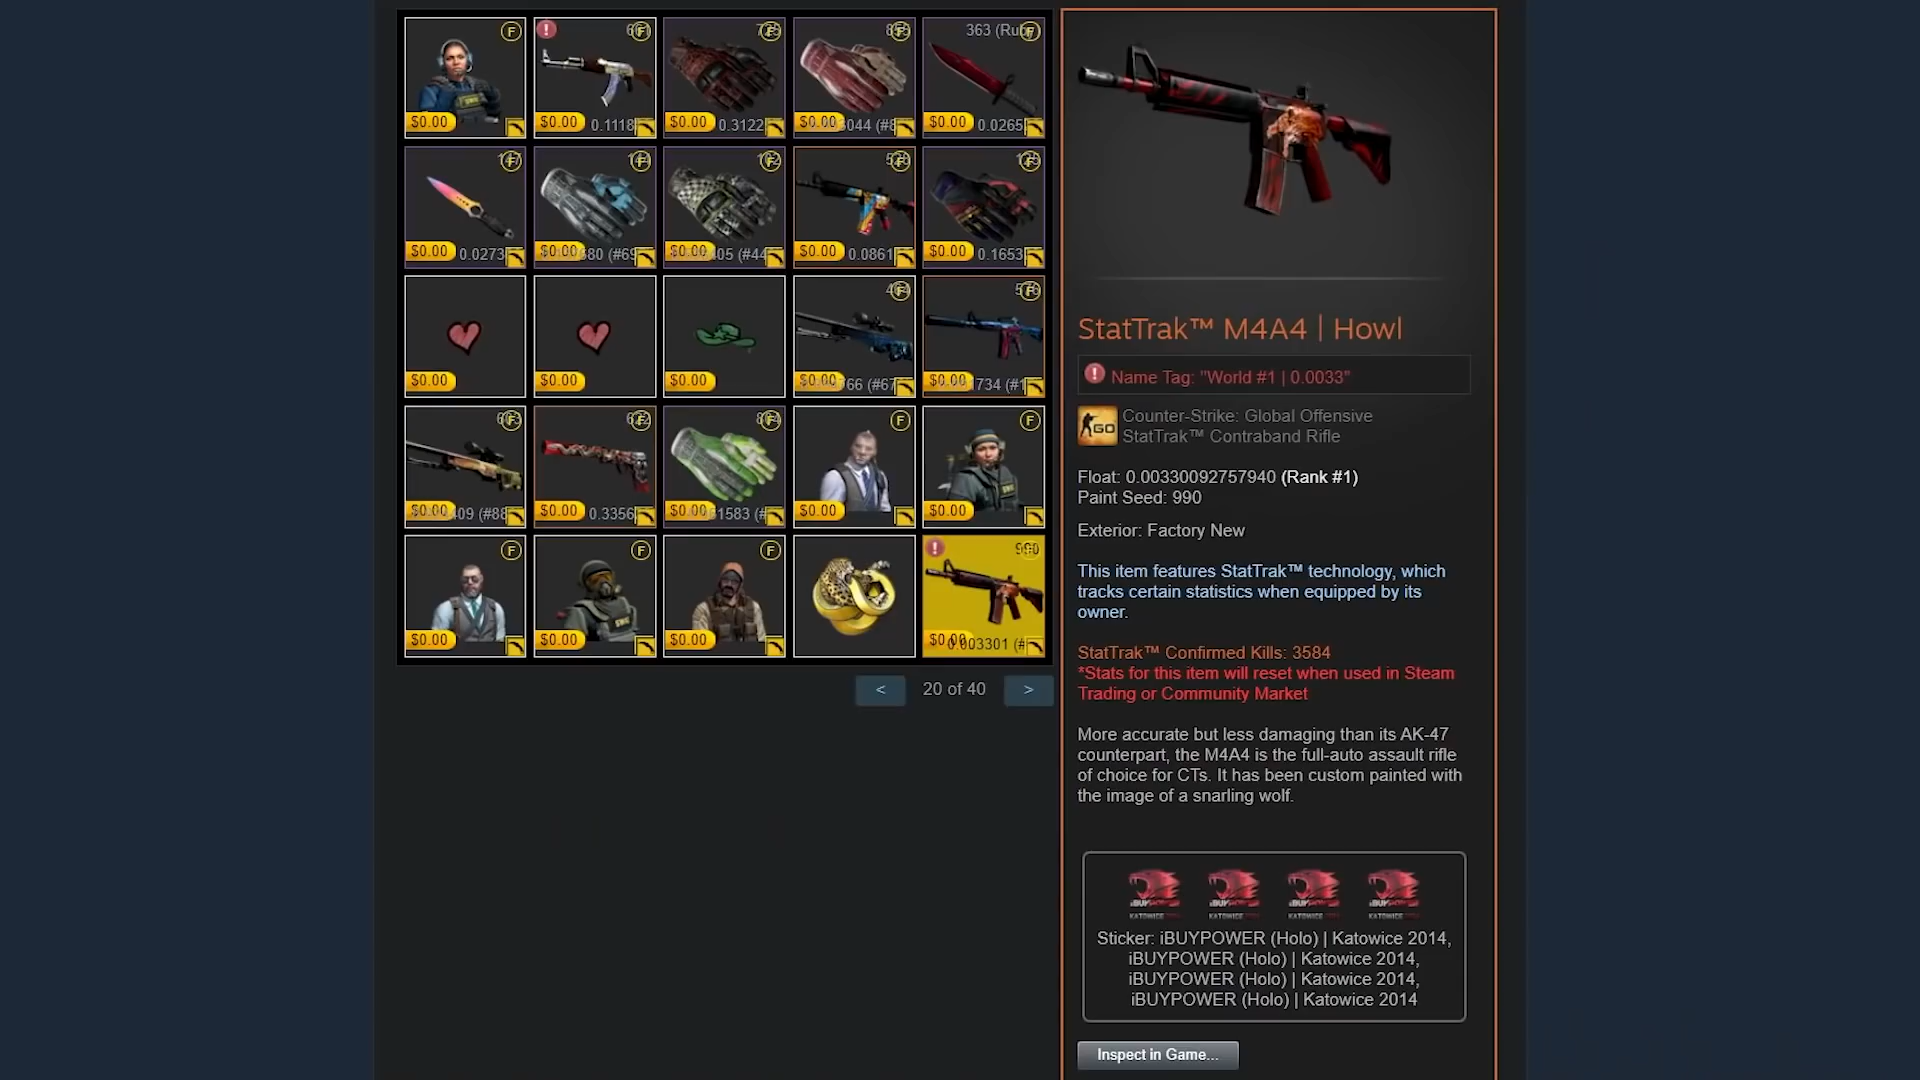 363 (Ruby)
$0.00
$0.00
0.1118
$0.00
0.3122
$0.00
$0.00
0.0265
$0.00
0.0273
$0.00
$0.00
$0.00
0.0861
$0.00
0.1653
$0.00
$0.00
$0.00
$0.00
$0.00
$0.00
$0.00
0.3356
$0.00
$0.00
$0.00
$0.00
$0.00
$0.00
990
$0.00
0.003301 (#
<
20 of 40
>
StatTrak™ M4A4 | Howl
Name Tag: "World #1 | 0.0033"
GO
Counter-Strike: Global Offensive
StatTrak™ Contraband Rifle
Float: 0.00330092757940 (Rank #1)
Paint Seed: 990
Exterior: Factory New
This item features StatTrak™ technology, which
tracks certain statistics when equipped by its
owner.
StatTrak™ Confirmed Kills: 3584
*Stats for this item will reset when used in Steam
Trading or Community Market
More accurate but less damaging than its AK-47
counterpart, the M4A4 is the full-auto assault rifle
of choice for CTs. It has been custom painted with
the image of a snarling wolf.
Sticker: iBUYPOWER (Holo) | Katowice 2014,
iBUYPOWER (Holo) | Katowice 2014,
iBUYPOWER (Holo) | Katowice 2014,
iBUYPOWER (Holo) | Katowice 2014
Inspect in Game...